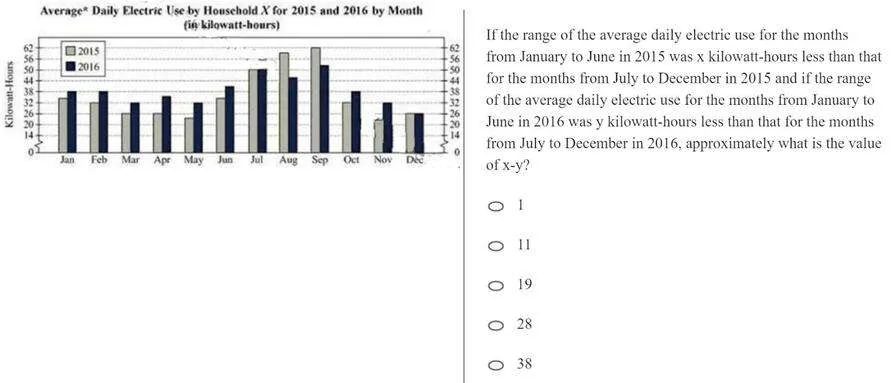 Average* Daily Electric Use by Household X for 2015 and 2016 by Month
(in kilowatt-hours)
Kilowatt-Hours
62
56
50
44
38
32
26
20
14
0
2015
2016
62
56
50
44
38
32
26
20
14
0
Jan Feb Mar Apr May Jun Jul Aug Sep Oct Nov Dec
If the range of the average daily electric use for the months
from January to June in 2015 was x kilowatt-hours less than that
for the months from July to December in 2015 and if the range
of the average daily electric use for the months from January to
June in 2016 was y kilowatt-hours less than that for the months
from July to December in 2016, approximately what is the value
of x-y?
1
11
19
28
38